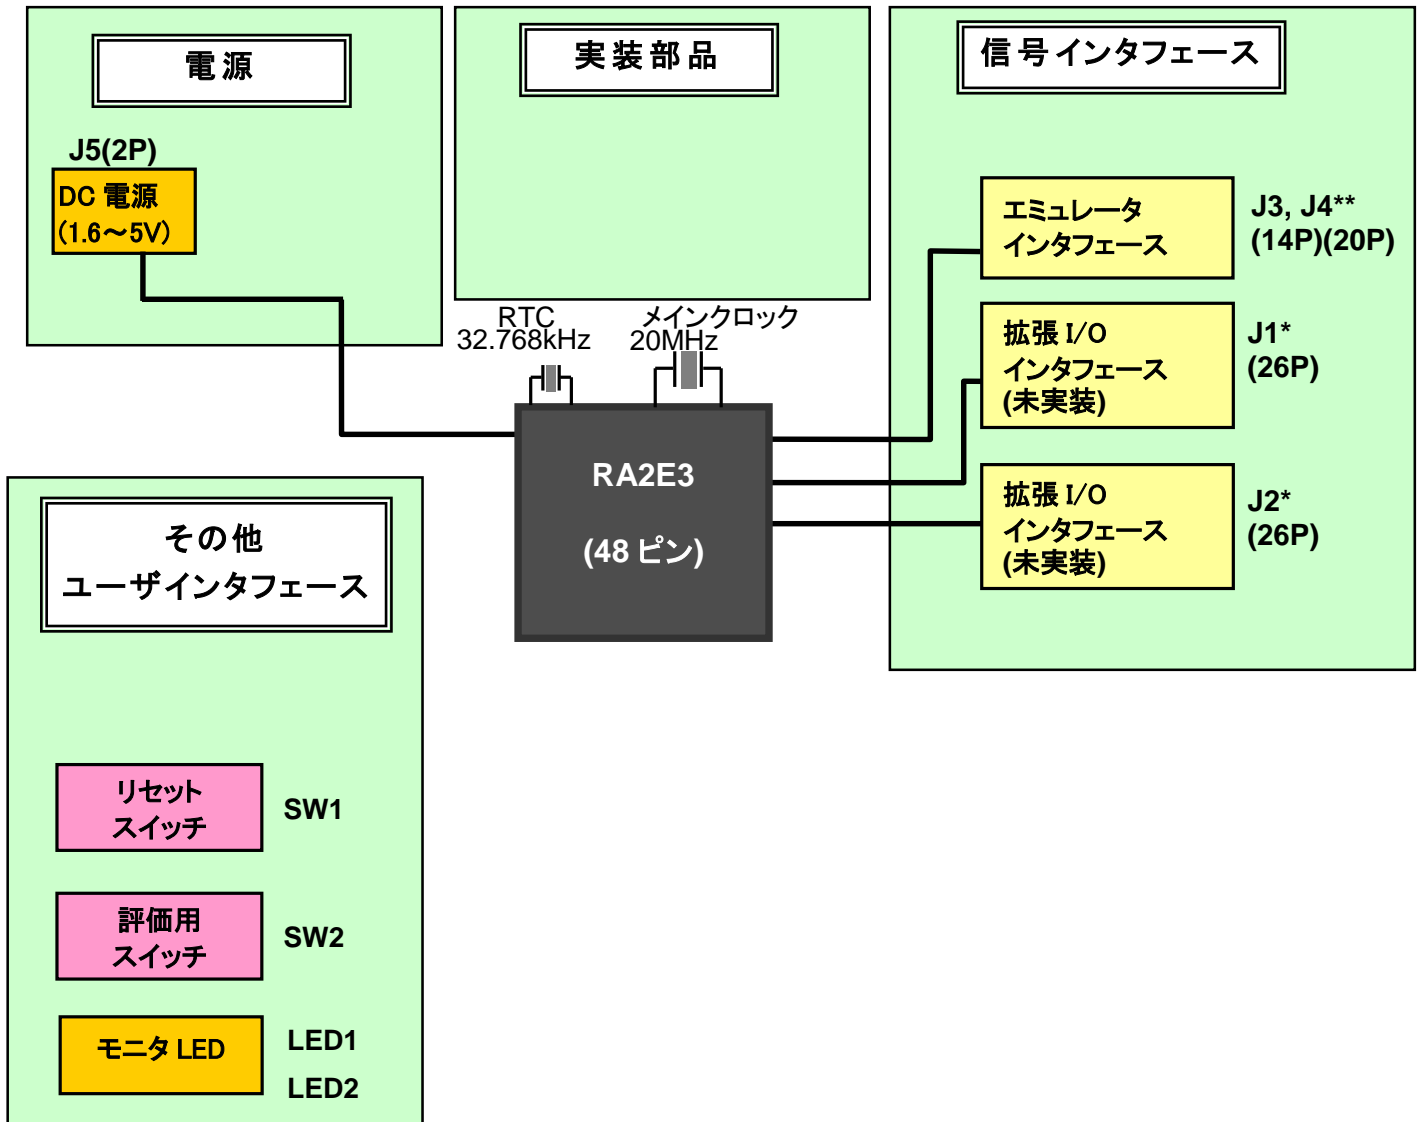 電源
J5(2P)
DC 電源
(1.6～5V)
実装部品
信号インタフェース
エミュレータ
インタフェース
J3, J4**
(14P)(20P)
拡張 I/O
インタフェース
(未実装)
J1*
(26P)
拡張 I/O
インタフェース
(未実装)
J2*
(26P)
RTC
32.768kHz
メインクロック
20MHz
RA2E3
(48 ピン)
その他
ユーザインタフェース
リセット
スイッチ
SW1
評価用
スイッチ
SW2
モニタ LED
LED1
LED2